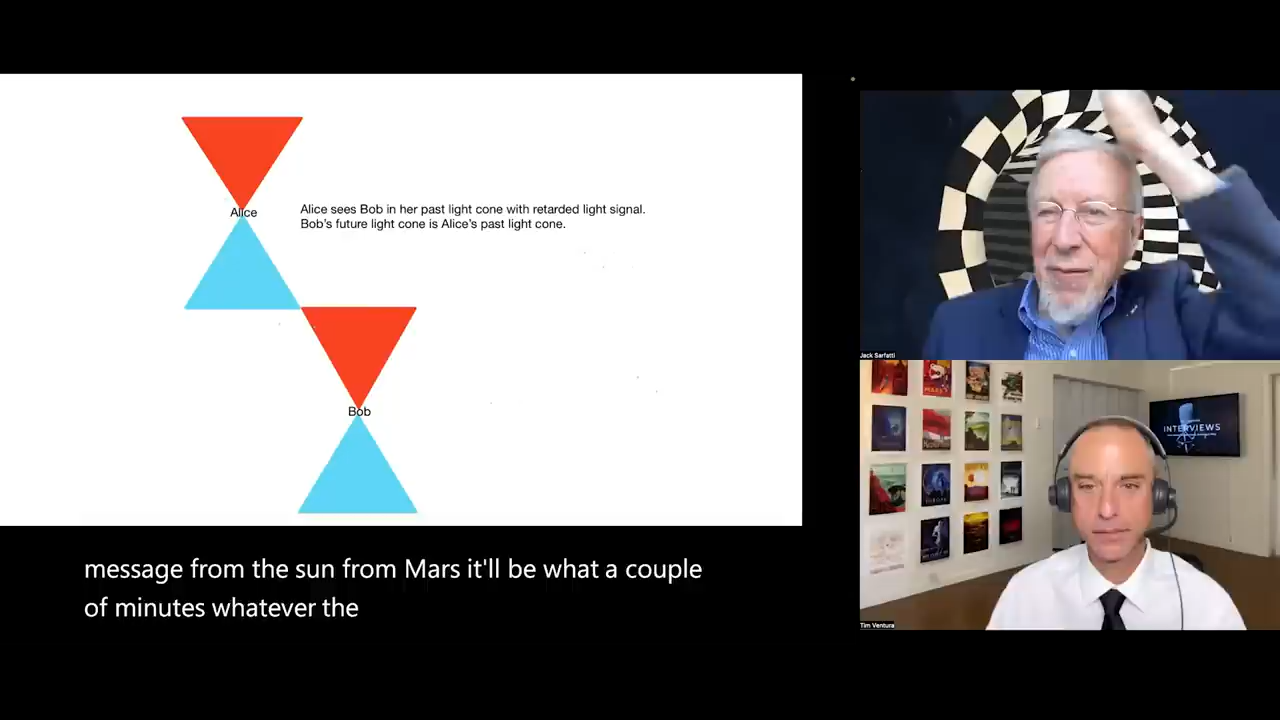 Alice
Alice sees Bob in her past light cone with retarded light signal.
Bob's future light cone is Alice's past light cone.
Bob
Jack Sarfatti
INTERVIEWS
Tim Ventura
message from the sun from Mars it'll be what a couple
of minutes whatever the